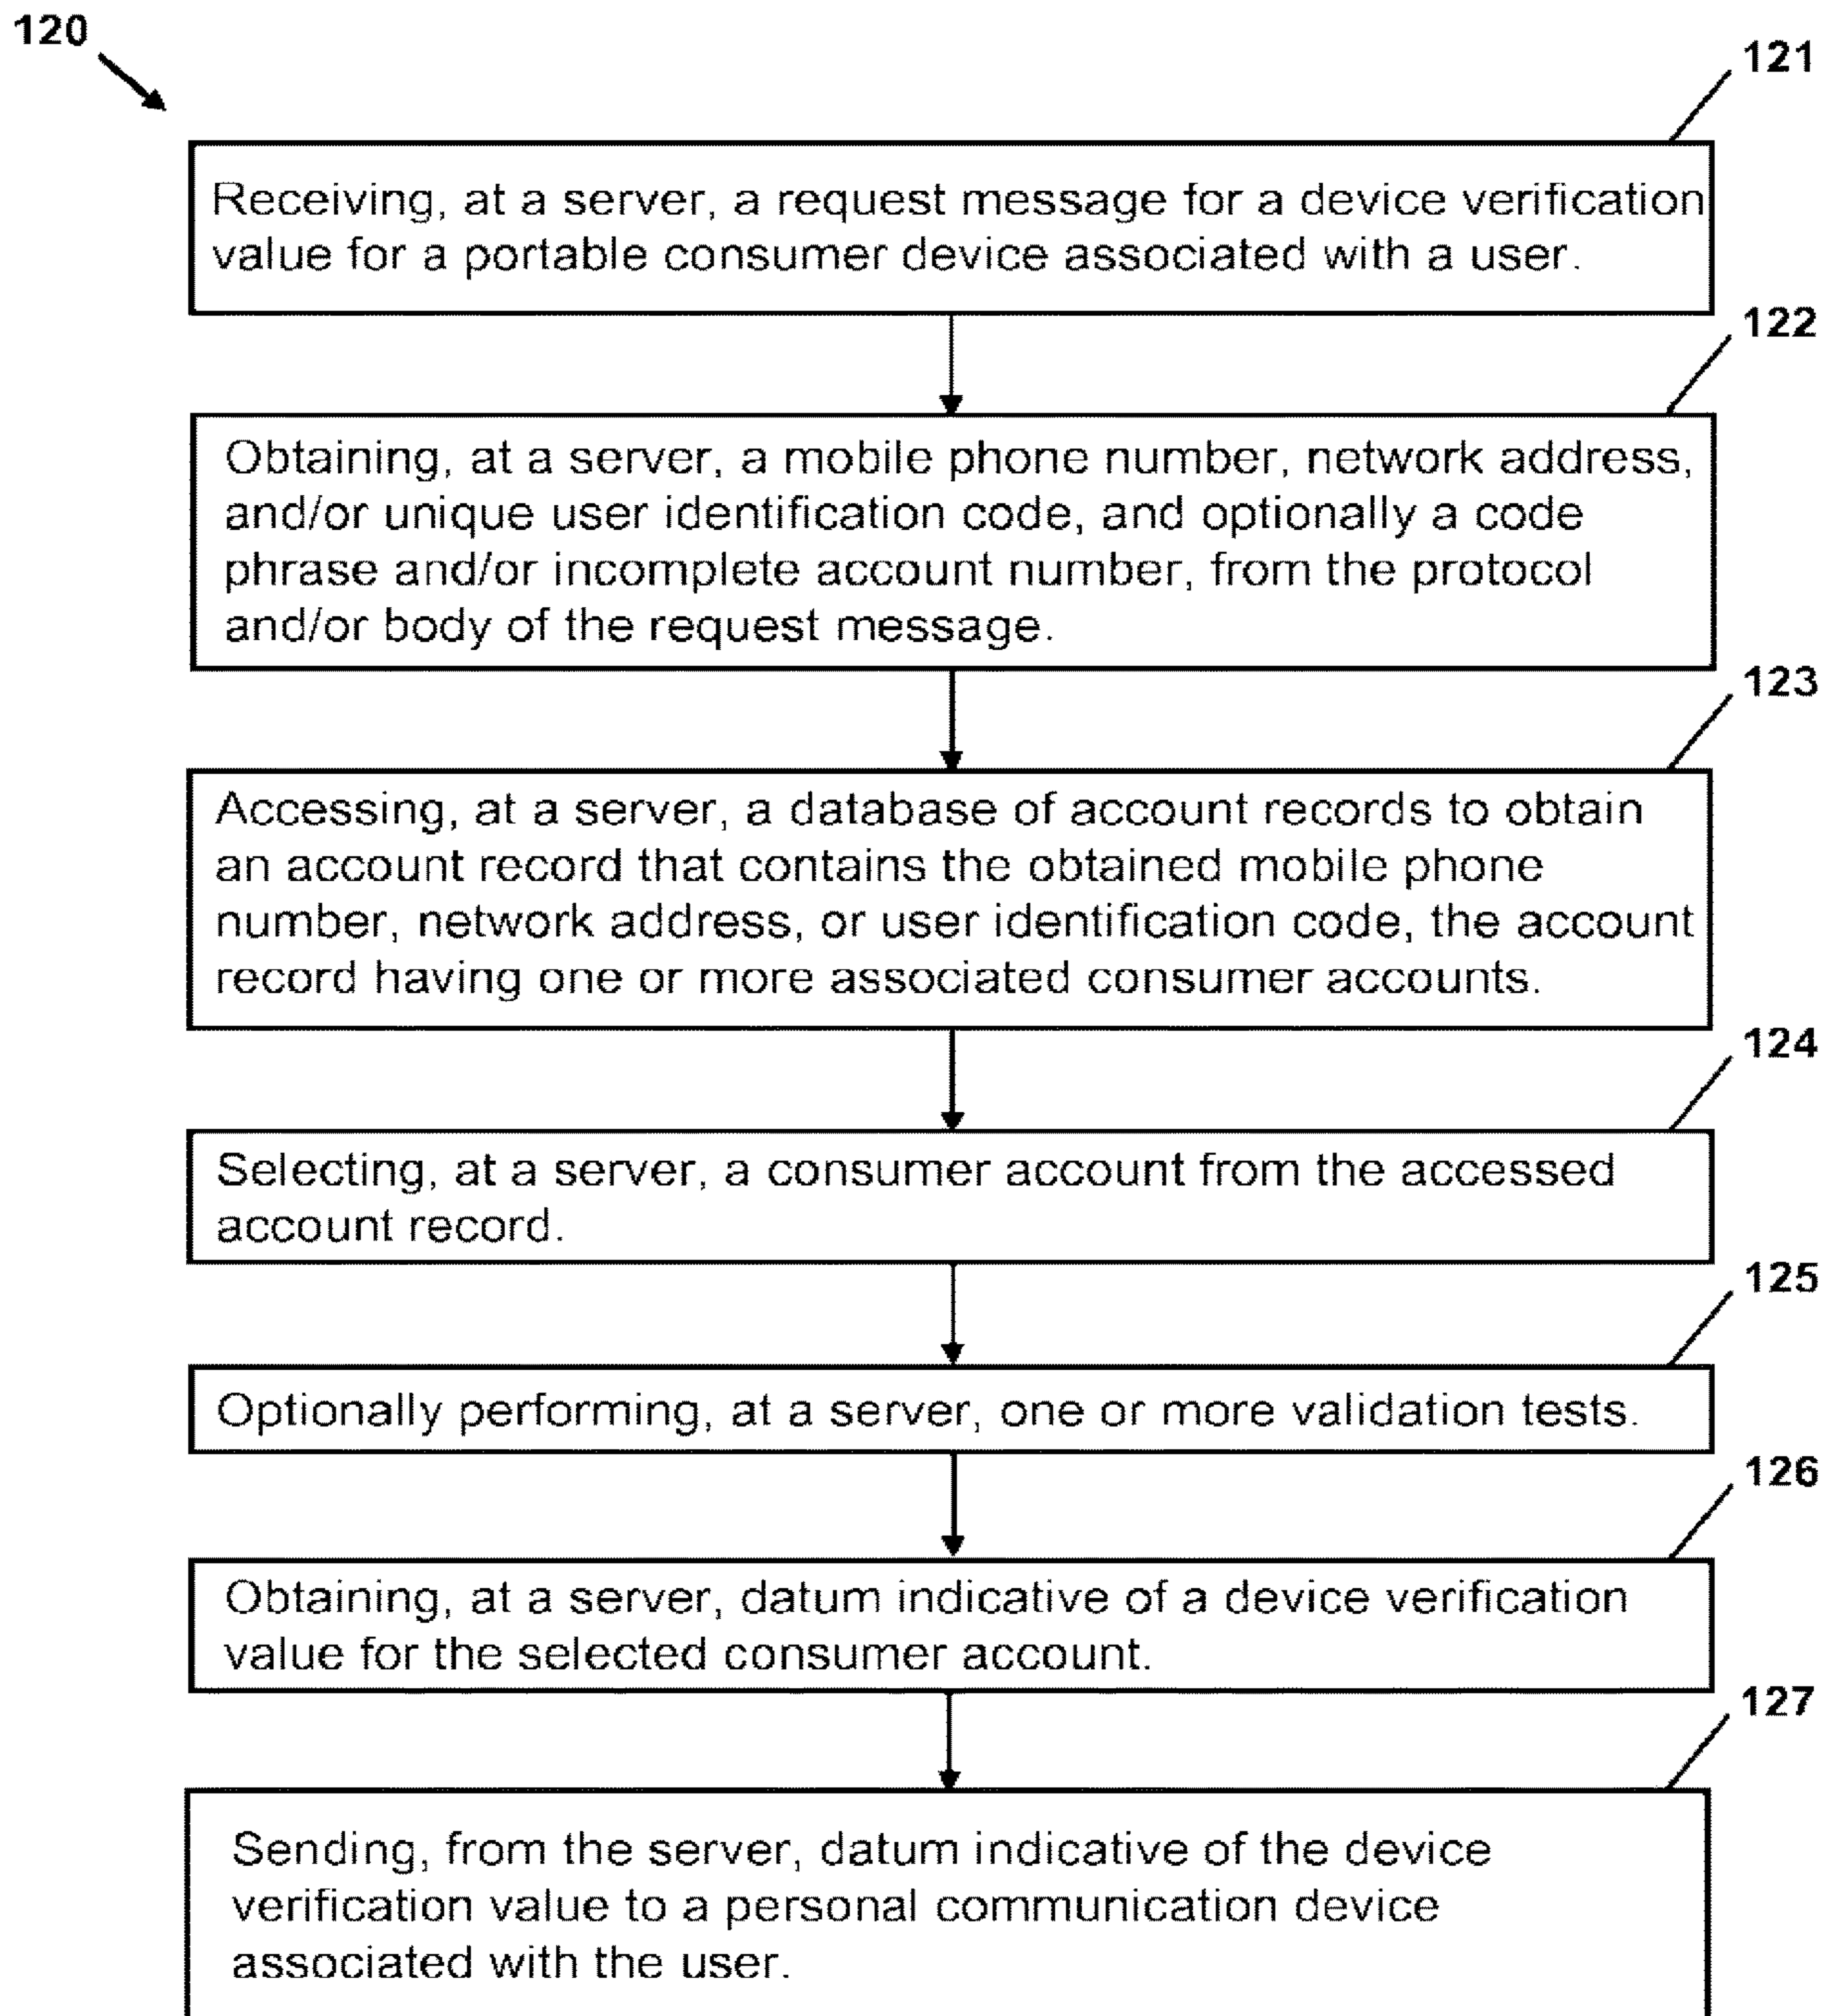 120
121
Receiving, at a server, a request message for a device verification
value for a portable consumer device associated with a user.
122
Obtaining, at a server, a mobile phone number, network address,
and/or unique user identification code, and optionally a code
phrase and/or incomplete account number, from the protocol
and/or body of the request message.
123
Accessing, at a server, a database of account records to obtain
an account record that contains the obtained mobile phone
number, network address, or user identification code, the account
record having one or more associated consumer accounts.
124
Selecting, at a server, a consumer account from the accessed
account record.
125
Optionally performing, at a server, one or more validation tests.
126
Obtaining, at a server, datum indicative of a device verification
value for the selected consumer account.
127
Sending, from the server, datum indicative of the device
verification value to a personal communication device
associated with the user.